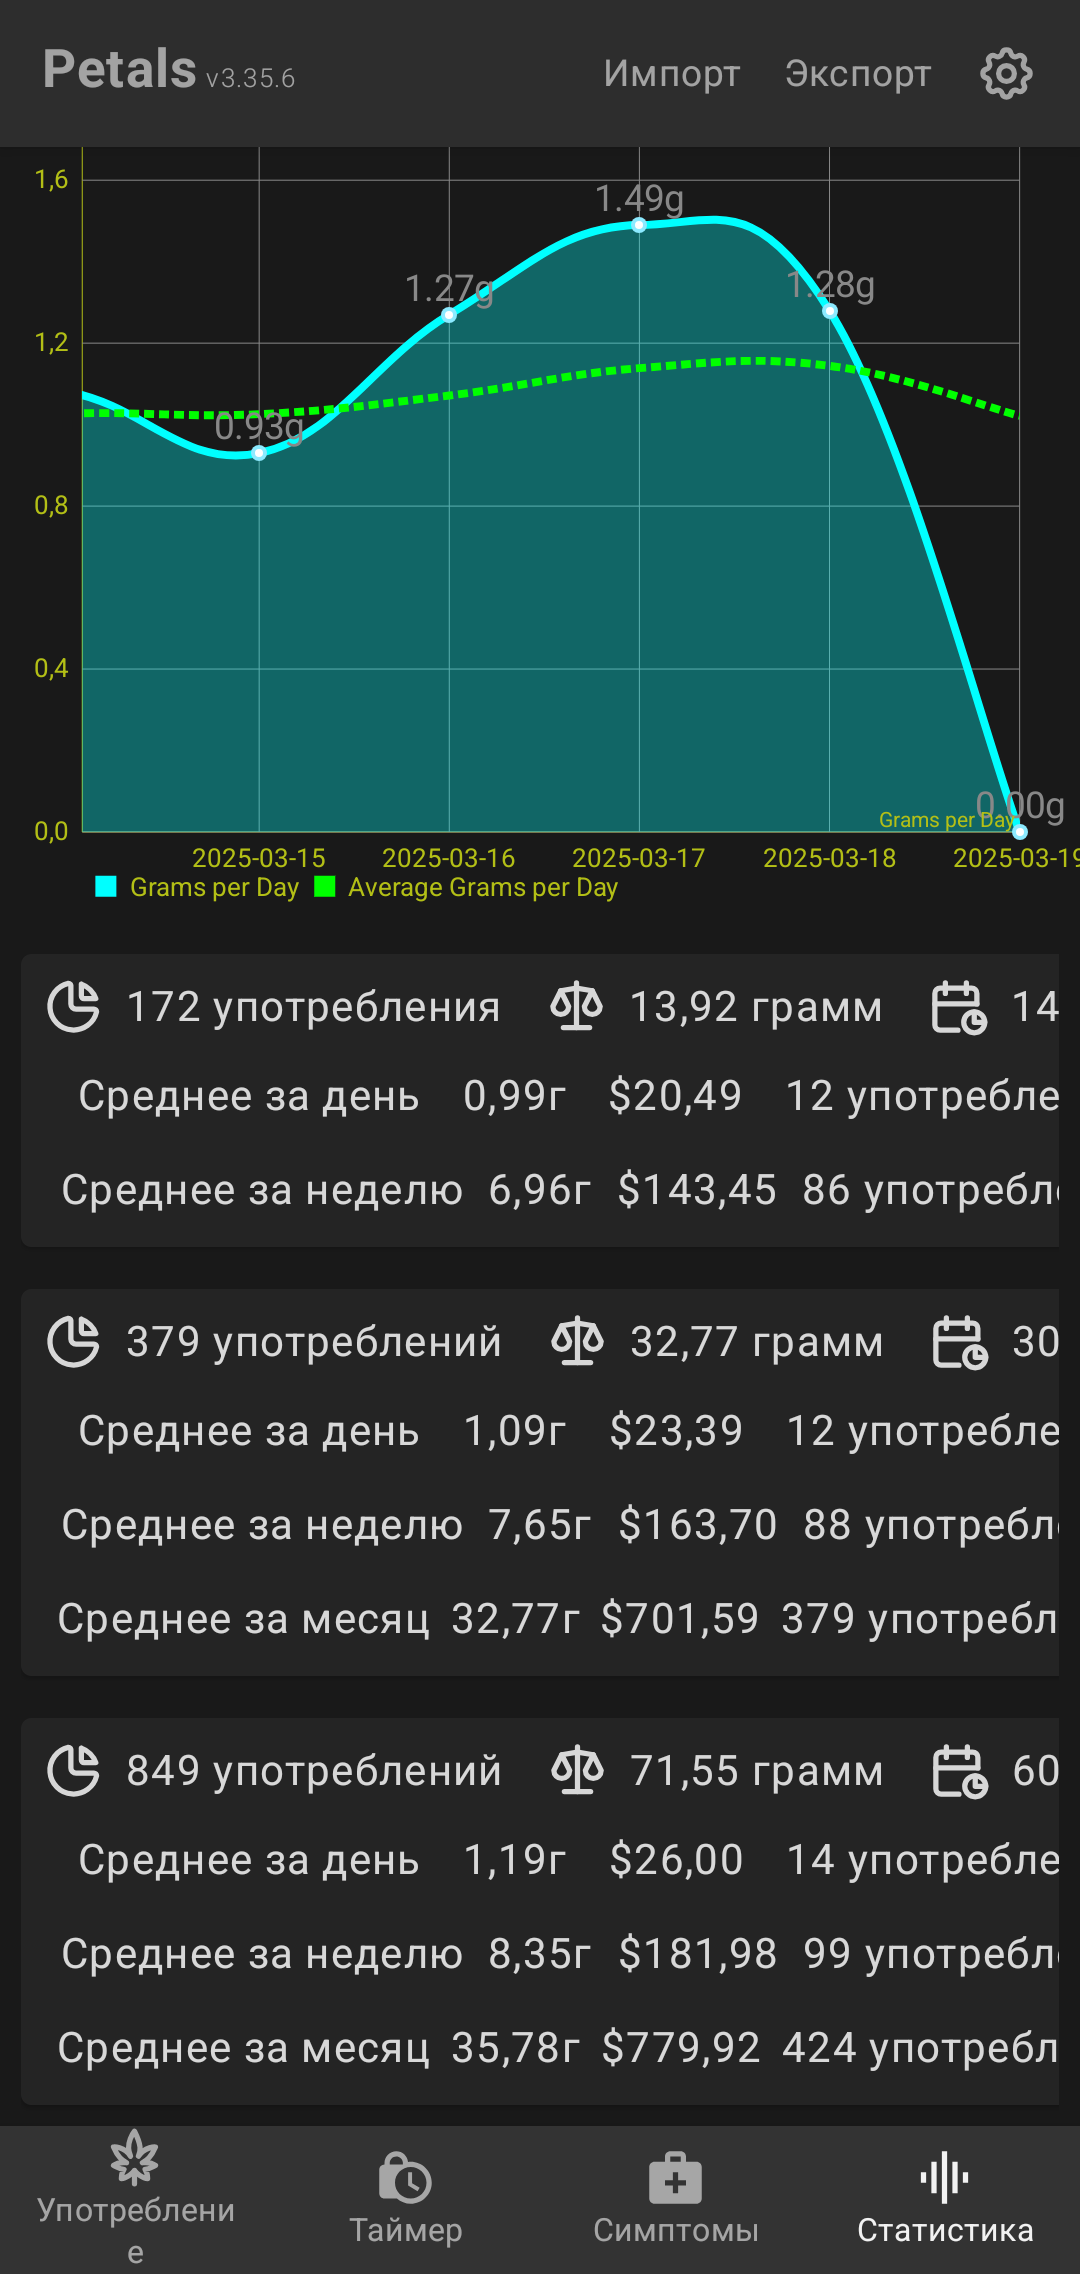 Petals v3.35.6 Импорт Экспорт
1,6
1.49g
1.27g
1.28g
1,2
0.93g
0,8
0,4
0.00g
Grams per Day
0,0
2025-03-15 2025-03-16 2025-03-17 2025-03-18 2025-03-19
Grams per Day Average Grams per Day
172 употребления 13,92 грамм 14
Среднее за день 0,99г $20,49 12 употребле
Среднее за неделю 6,96г $143,45 86 употребл
379 употреблений 32,77 грамм 30
Среднее за день 1,09г $23,39 12 употребле
Среднее за неделю 7,65г $163,70 88 употребл
Среднее за месяц 32,77г $701,59 379 употребл
849 употреблений 71,55 грамм 60
Среднее за день 1,19г $26,00 14 употребле
Среднее за неделю 8,35г $181,98 99 употребл
Среднее за месяц 35,78г $779,92 424 употребл
Употреблени
е
Таймер
Симптомы
Статистика